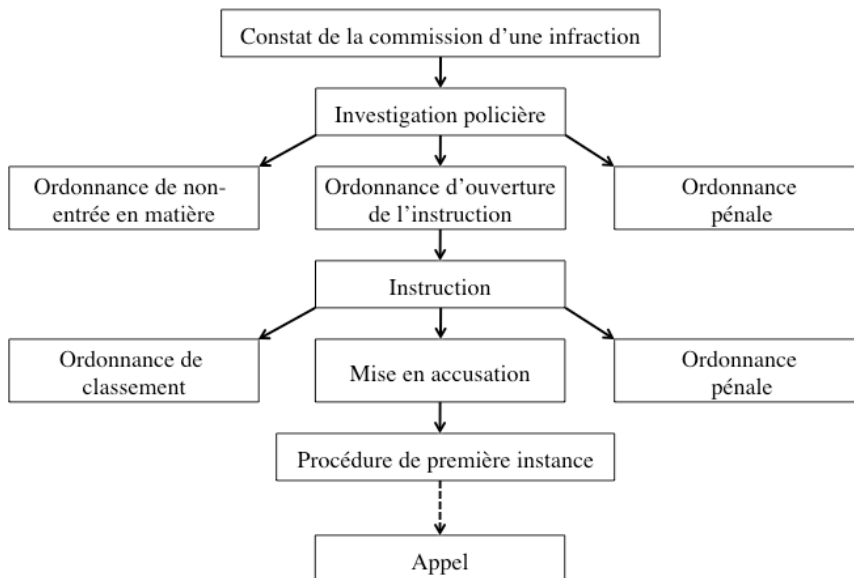 Constat de la commission d’une infraction
Investigation policière
Ordonnance de non-
entrée en matière
Ordonnance d’ouverture
de l’instruction
Ordonnance
pénale
Instruction
Ordonnance de
classement
Mise en accusation
Ordonnance
pénale
Procédure de première instance
Appel